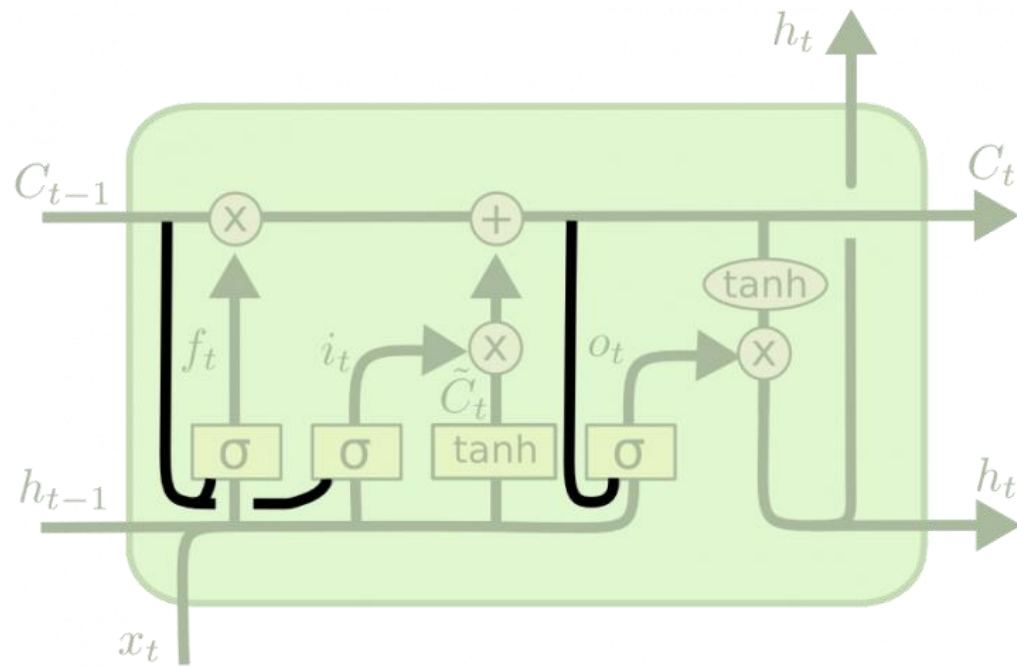 h_t
C_{t-1} x + C_t
tanh
f_t i_t x o_t x
C̃_t
σ σ tanh σ
h_{t-1} h_t
x_t